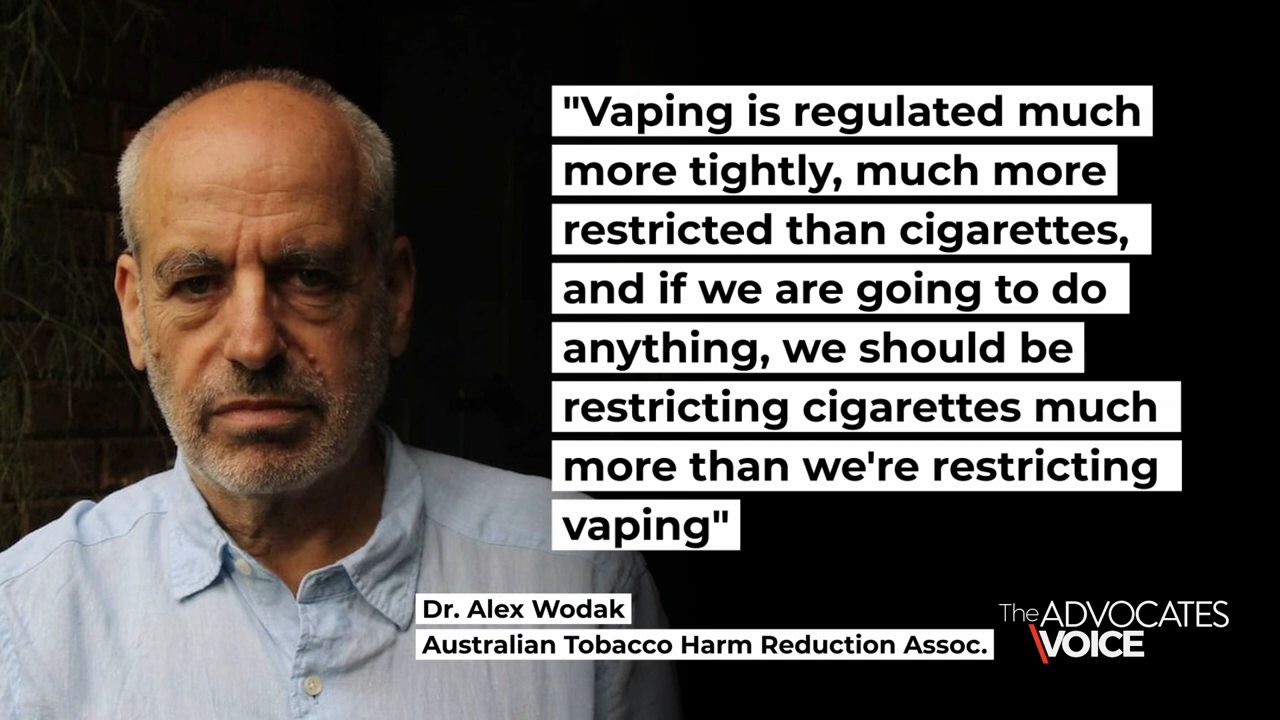 "Vaping is regulated much
more tightly, much more
restricted than cigarettes,
and if we are going to do
anything, we should be
restricting cigarettes much
more than we're restricting
vaping"
Dr. Alex Wodak
Australian Tobacco Harm Reduction Assoc.
The ADVOCATES
VOICE